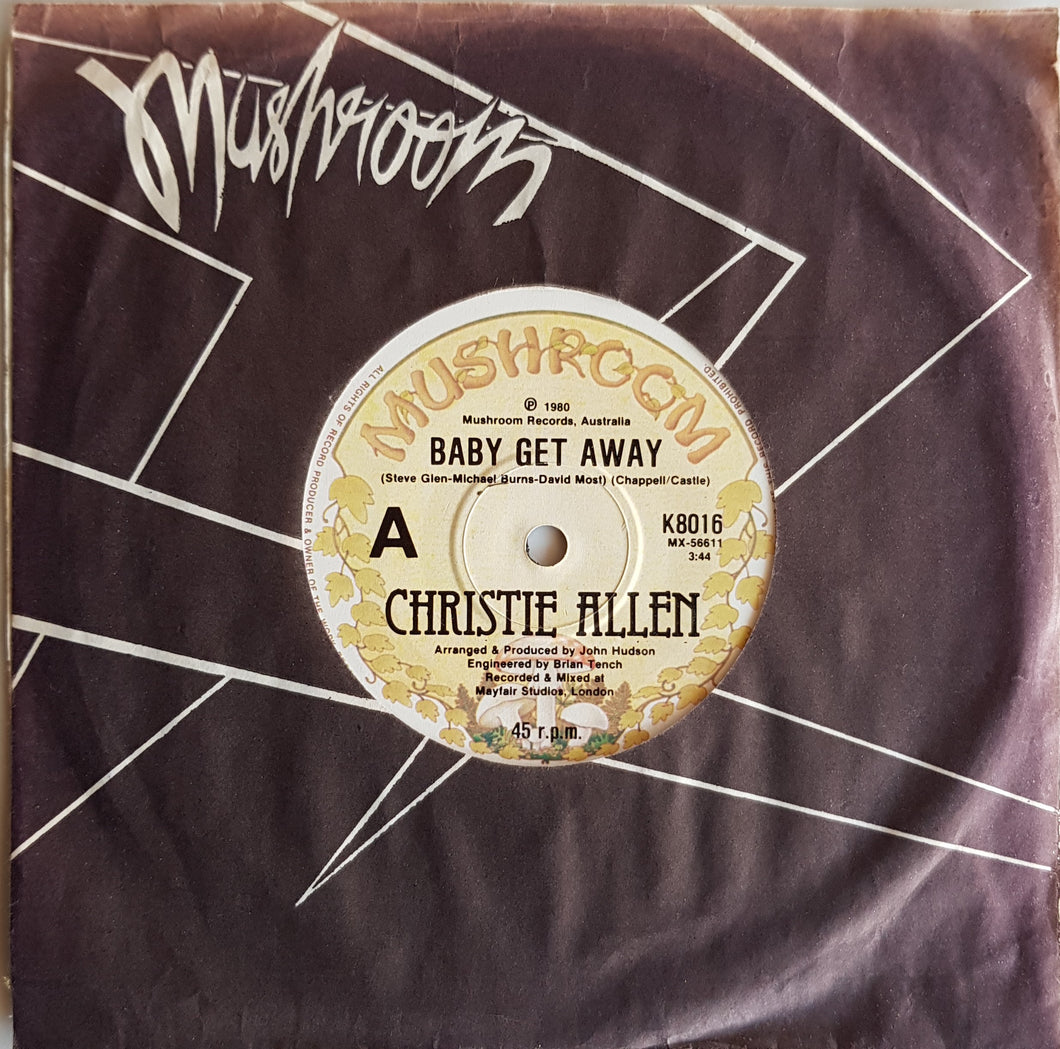 Mushroom
MUSHROOM
℗ 1980
Mushroom Records, Australia
BABY GET AWAY
(Steve Glen-Michael Burns-David Most) (Chappell/Castle)
A
K8016
MX-56611
3:44
CHRISTIE ALLEN
Arranged & Produced by John Hudson
Engineered by Brian Tench
Recorded & Mixed at
Mayfair Studios, London
45 r.p.m.
ALL RIGHTS OF RECORD PRODUCER & OWNER OF THE
RECORD PROHIBITED